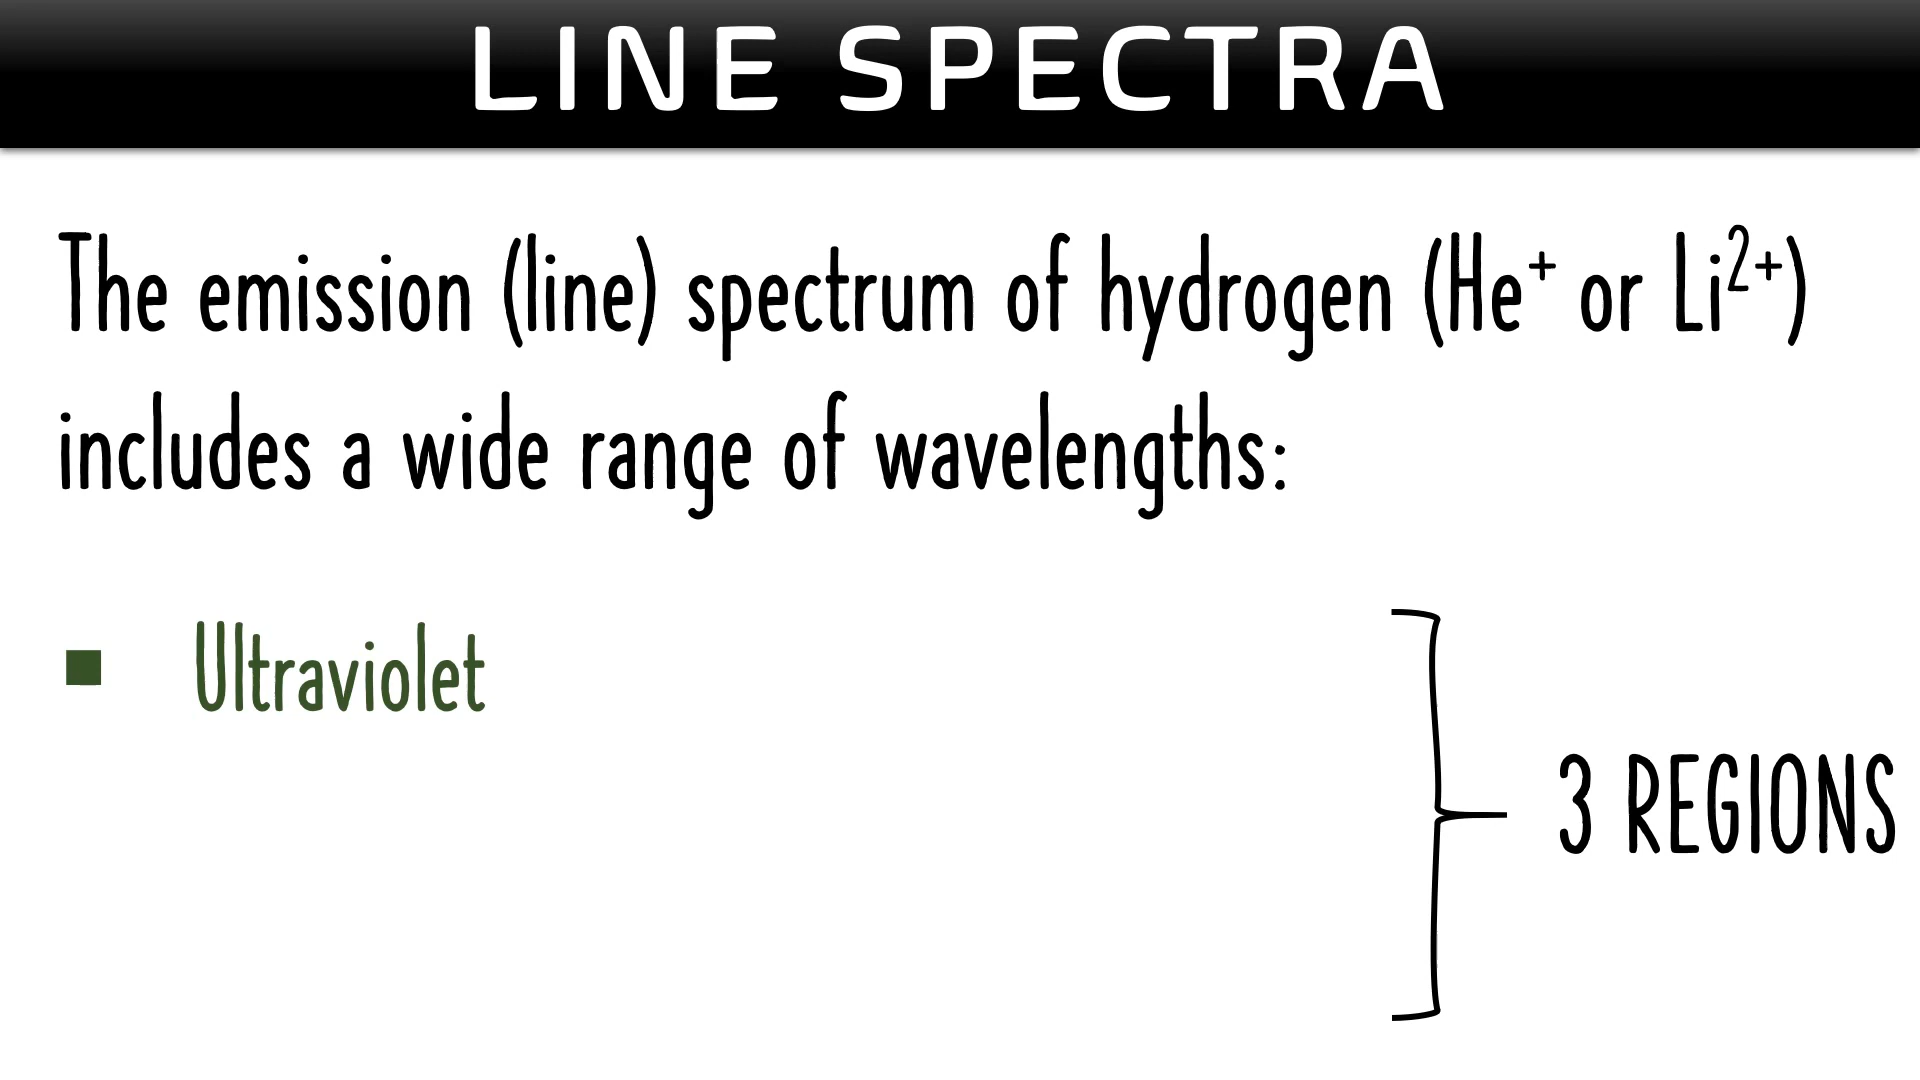 LINE SPECTRA
The emission (line) spectrum of hydrogen (He⁺ or Li²⁺)
includes a wide range of wavelengths:
▪ Ultraviolet
3 REGIONS